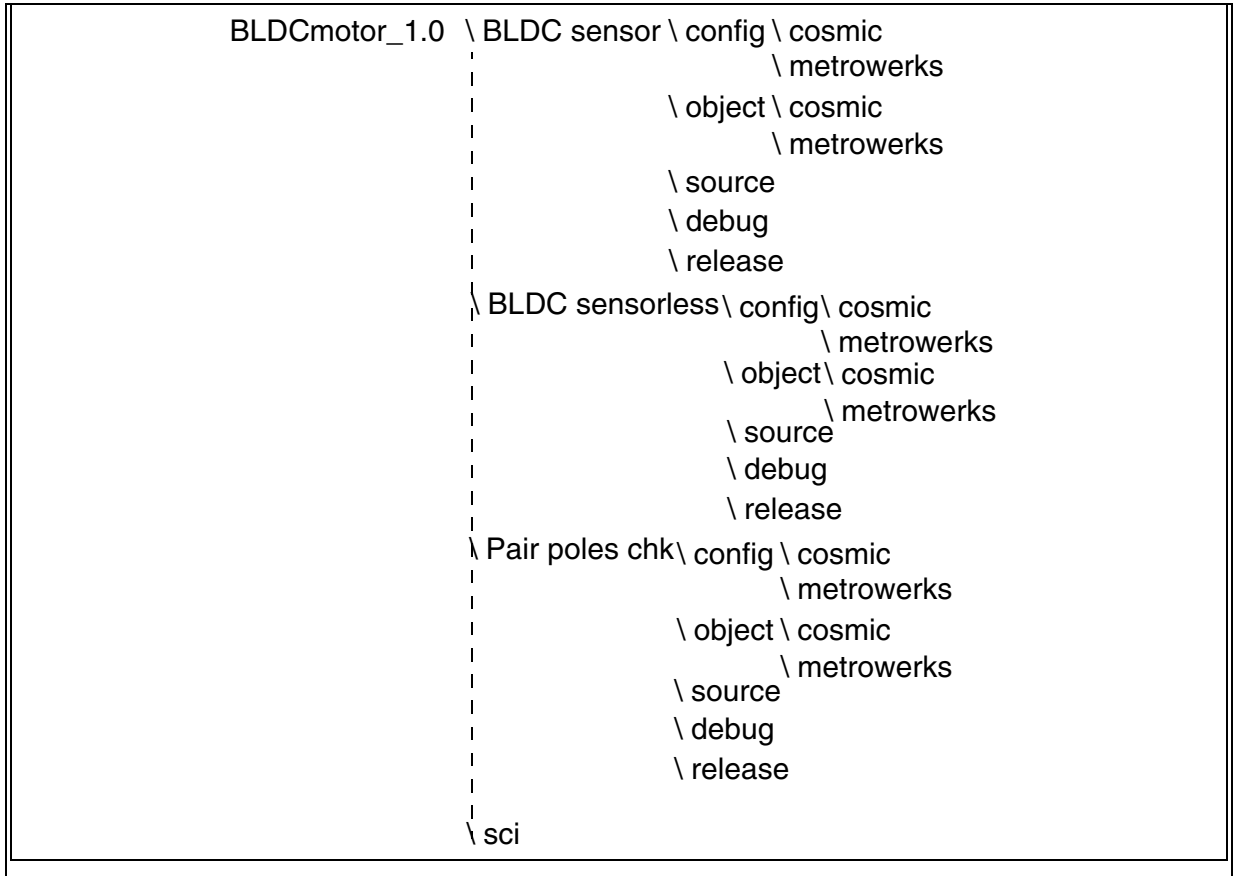 BLDCmotor_1.0 \ BLDC sensor \ config \ cosmic
\ metrowerks
\ object \ cosmic
\ metrowerks
\ source
\ debug
\ release
\ BLDC sensorless \ config \ cosmic
\ metrowerks
\ object \ cosmic
\ metrowerks
\ source
\ debug
\ release
\ Pair poles chk \ config \ cosmic
\ metrowerks
\ object \ cosmic
\ metrowerks
\ source
\ debug
\ release
\ sci